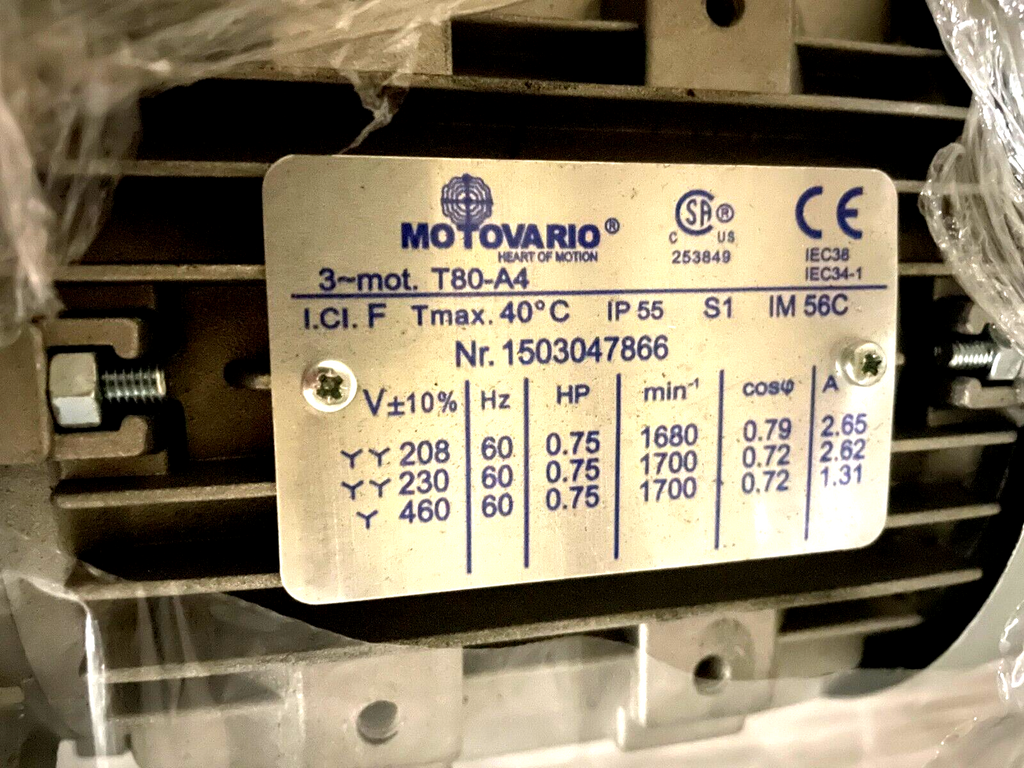 MOTOVARIO®
HEART OF MOTION
CSA®
C US
253849
CE
IEC38
IEC34-1
3~mot. T80-A4
I.Cl. F Tmax. 40°C IP 55 S1 IM 56C
Nr. 1503047866
V±10% Hz HP min⁻¹ cosφ A
YY 208 60 0.75 1680 0.79 2.65
YY 230 60 0.75 1700 0.72 2.62
Y 460 60 0.75 1700 0.72 1.31